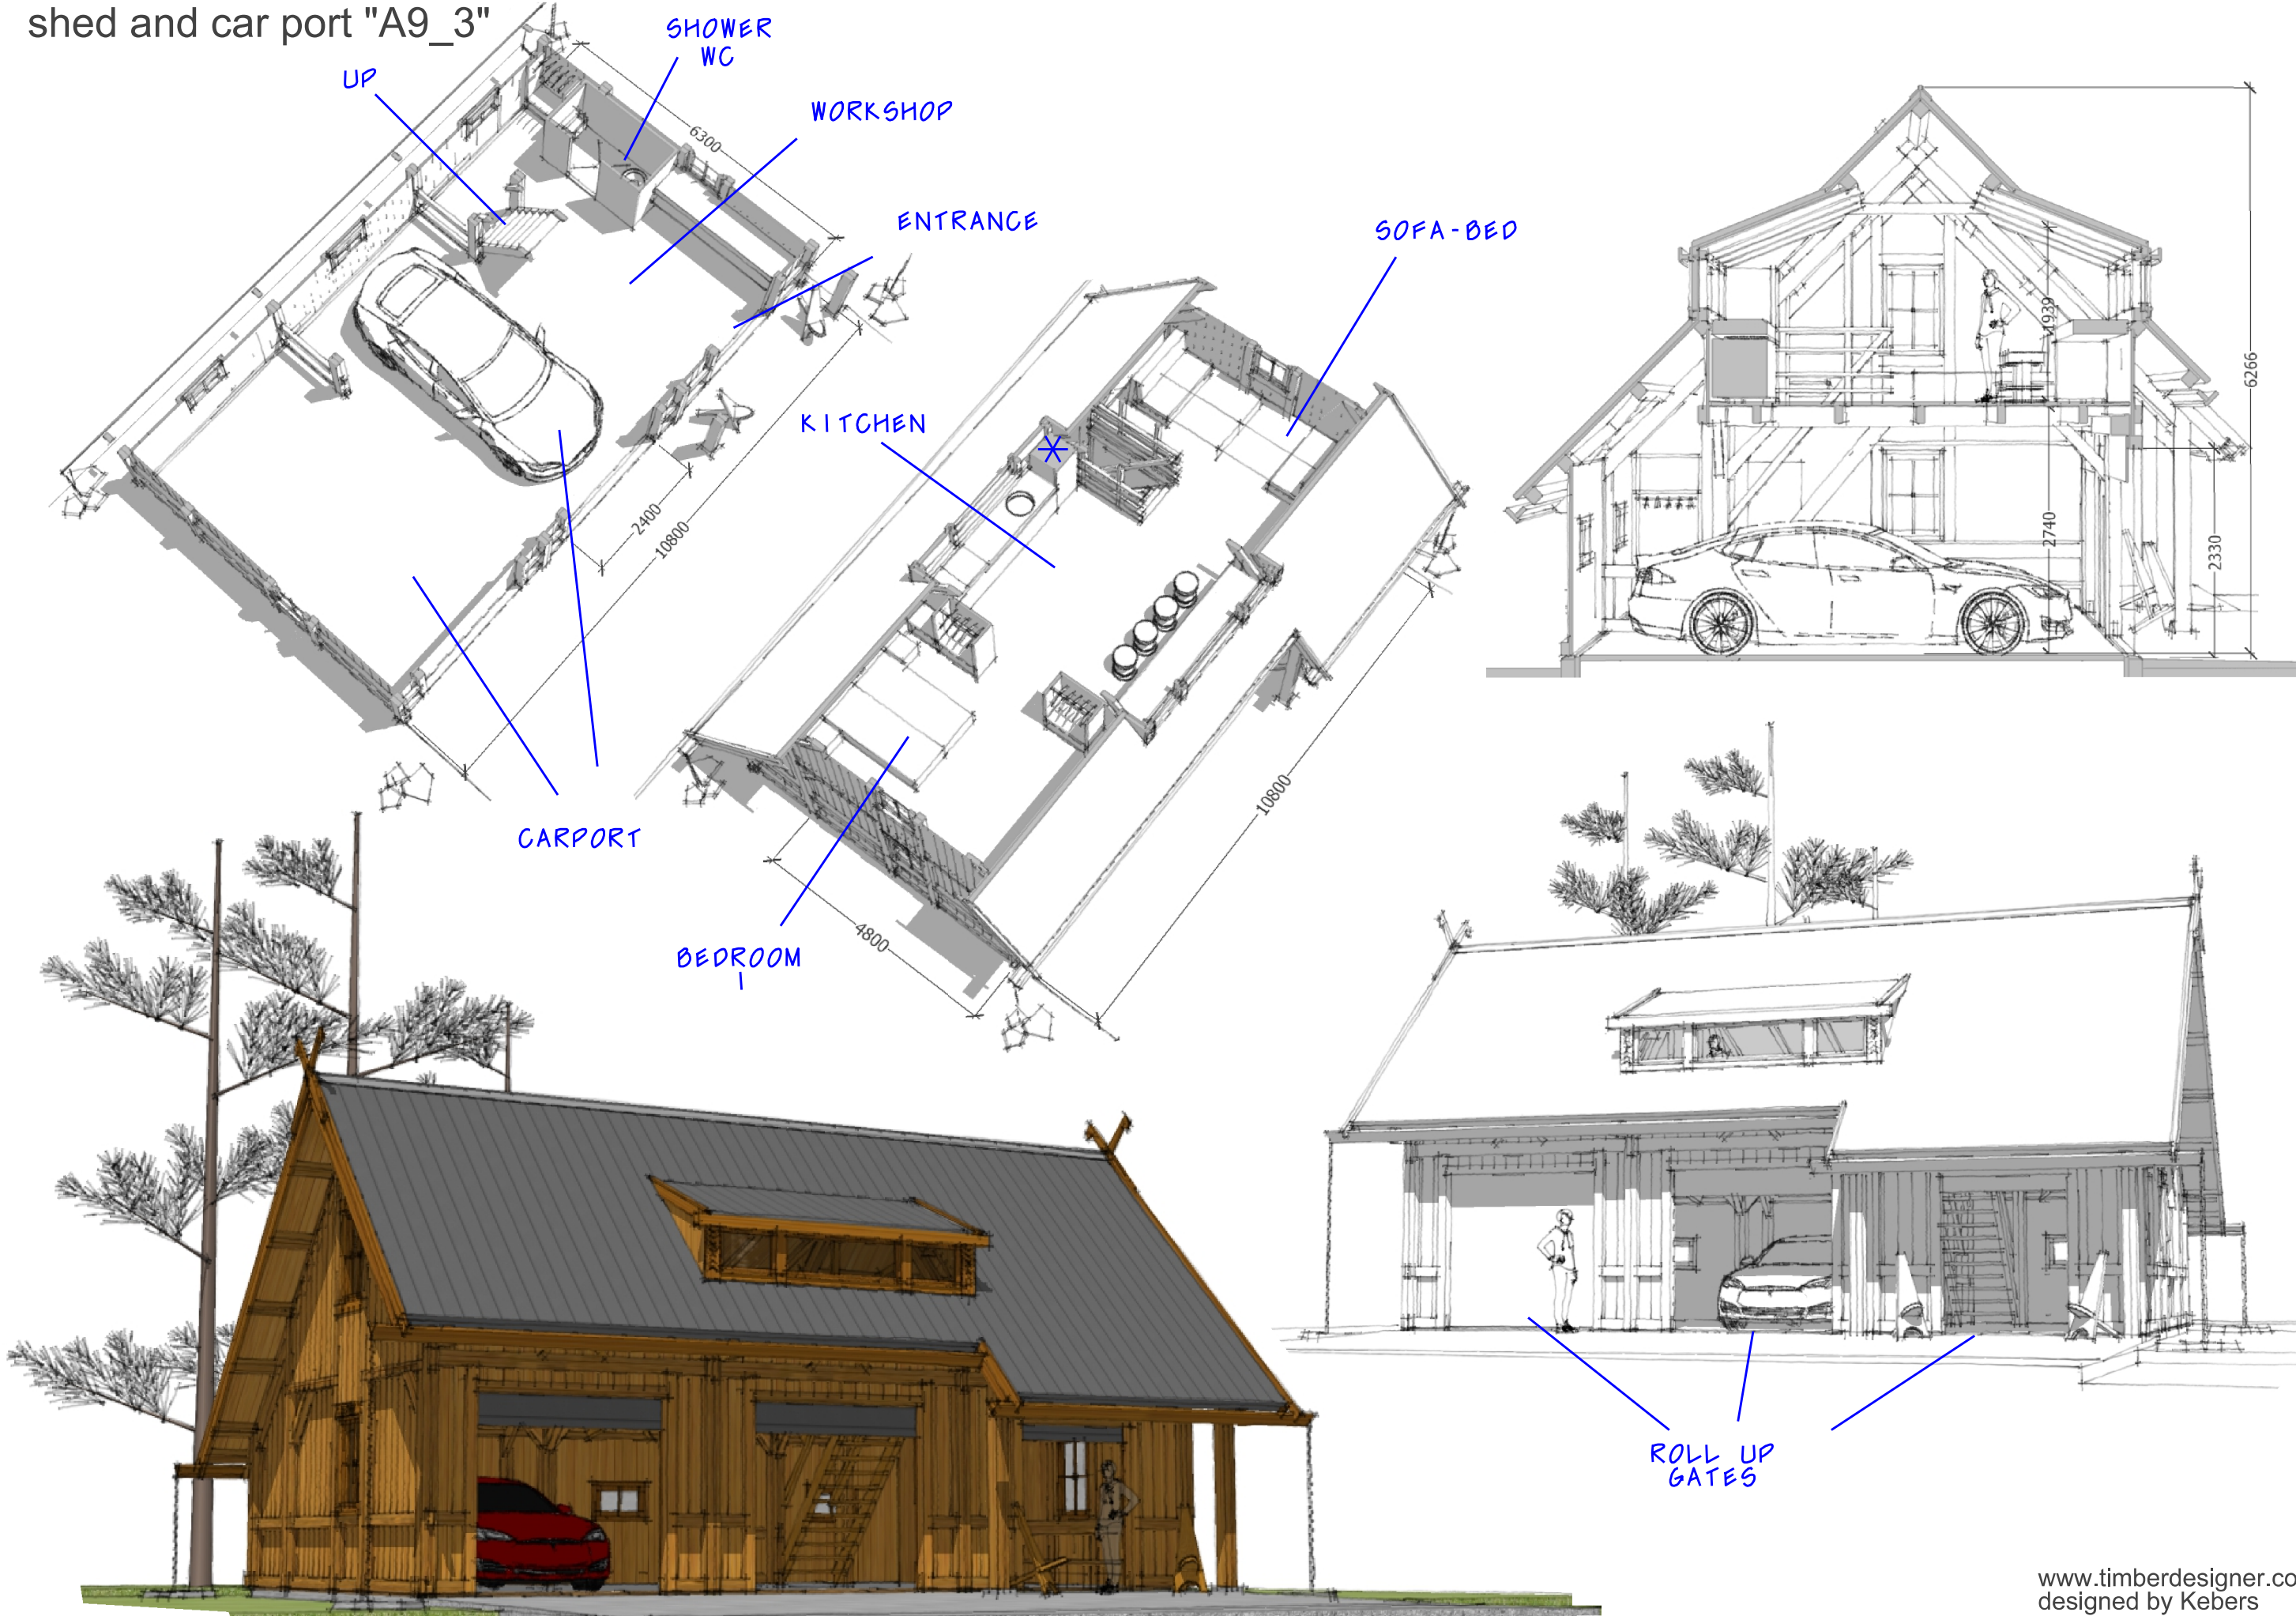 shed and car port "A9_3"
SHOWER
WC
UP
WORKSHOP
6300
ENTRANCE
SOFA-BED
KITCHEN
*
2400
10800
CARPORT
BEDROOM
1
4800
10800
1939
6266
2740
2330
ROLL UP
GATES
www.timberdesigner.co
designed by Kebers